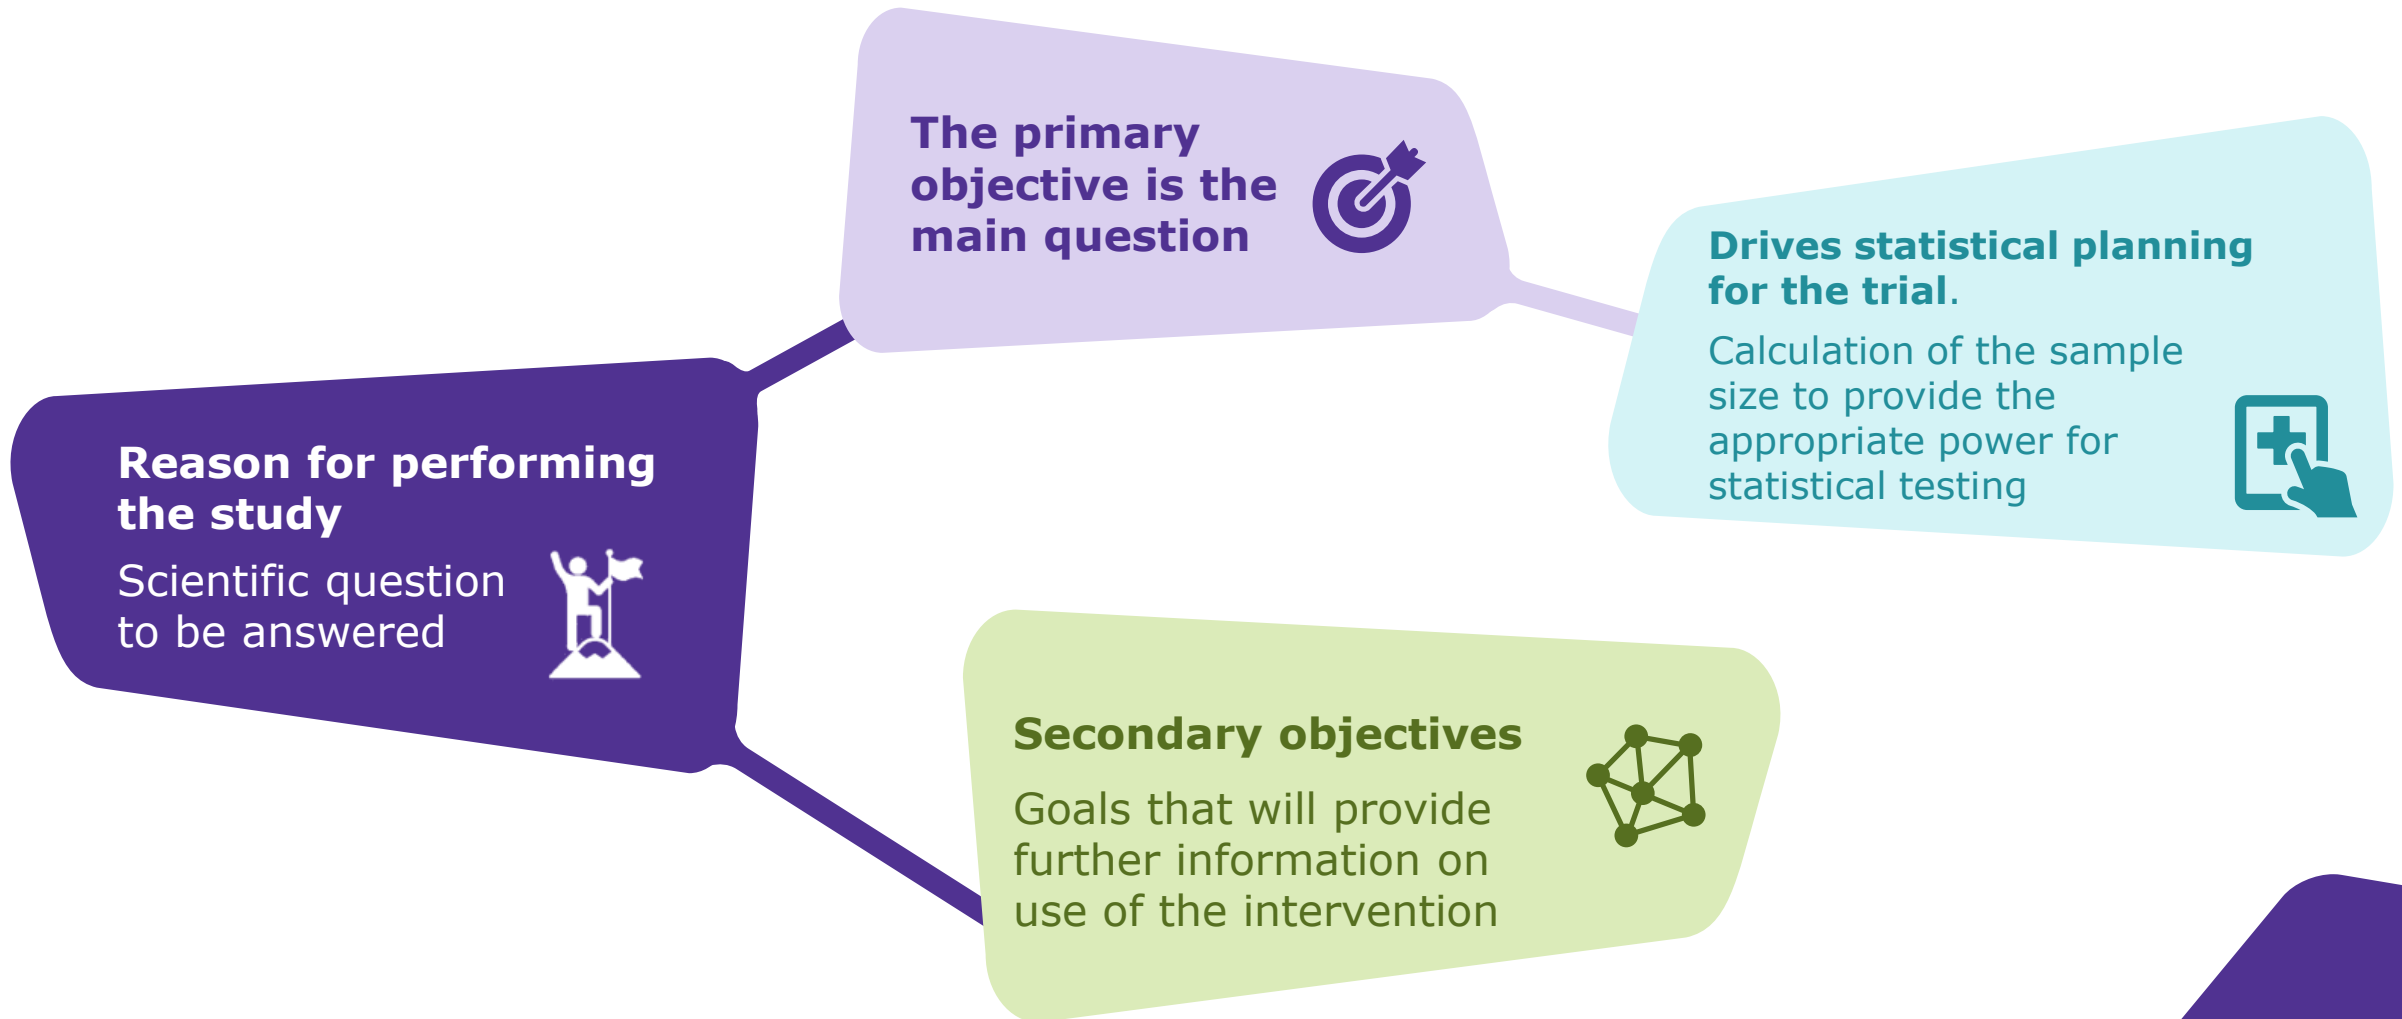 The primary
objective is the
main question
Drives statistical planning
for the trial.
Calculation of the sample
size to provide the
appropriate power for
statistical testing
Reason for performing
the study
Scientific question
to be answered
Secondary objectives
Goals that will provide
further information on
use of the intervention